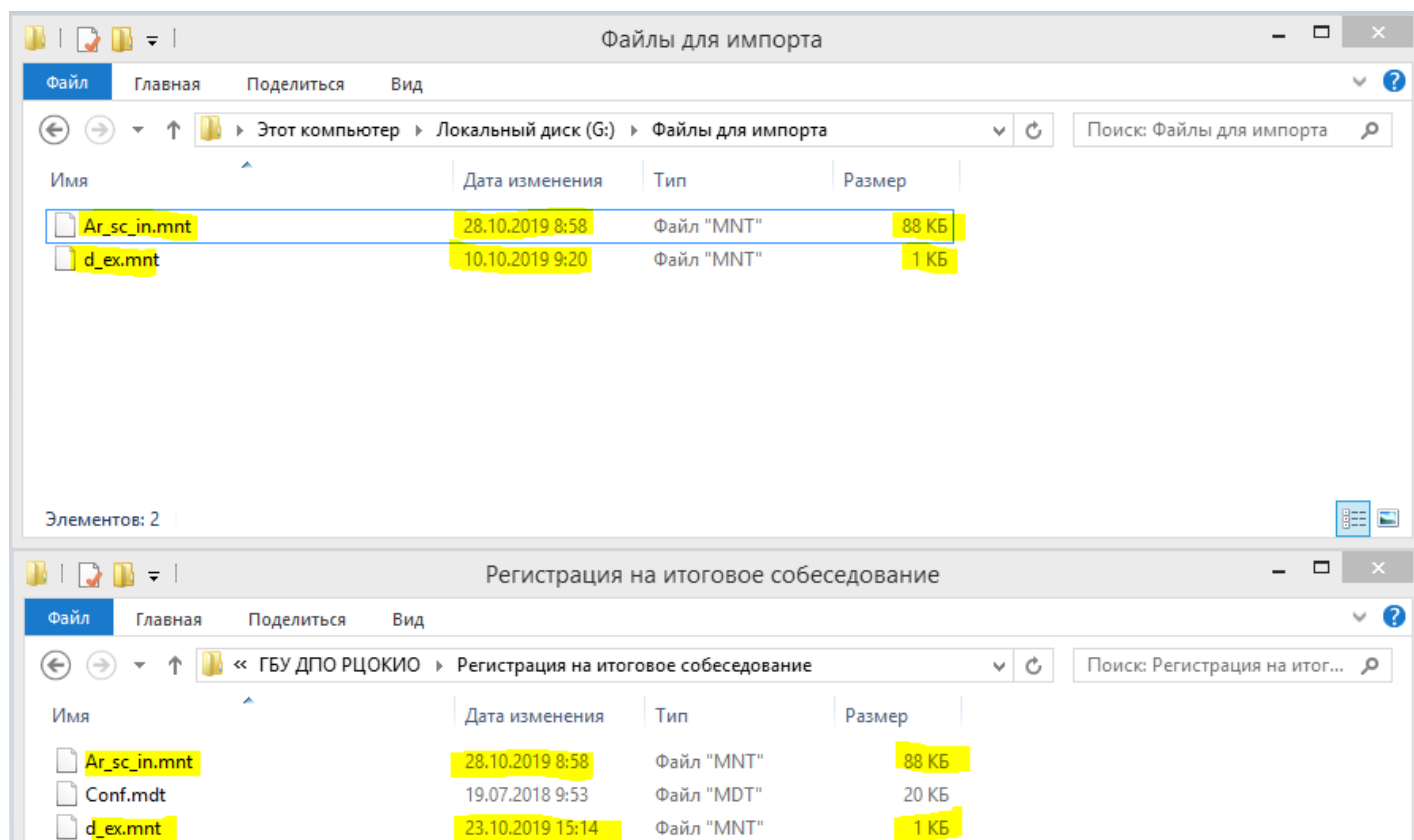 Файлы для импорта
Файл Главная Поделиться Вид
Этот компьютер Локальный диск (G:) Файлы для импорта Поиск: Файлы для импорта
Имя Дата изменения Тип Размер
Ar_sc_in.mnt 28.10.2019 8:58 Файл "MNT" 88 КБ
d_ex.mnt 10.10.2019 9:20 Файл "MNT" 1 КБ
Элементов: 2
Регистрация на итоговое собеседование
Файл Главная Поделиться Вид
« ГБУ ДПО РЦОКИО Регистрация на итоговое собеседование Поиск: Регистрация на итог...
Имя Дата изменения Тип Размер
Ar_sc_in.mnt 28.10.2019 8:58 Файл "MNT" 88 КБ
Conf.mdt 19.07.2018 9:53 Файл "MDT" 20 КБ
d_ex.mnt 23.10.2019 15:14 Файл "MNT" 1 КБ